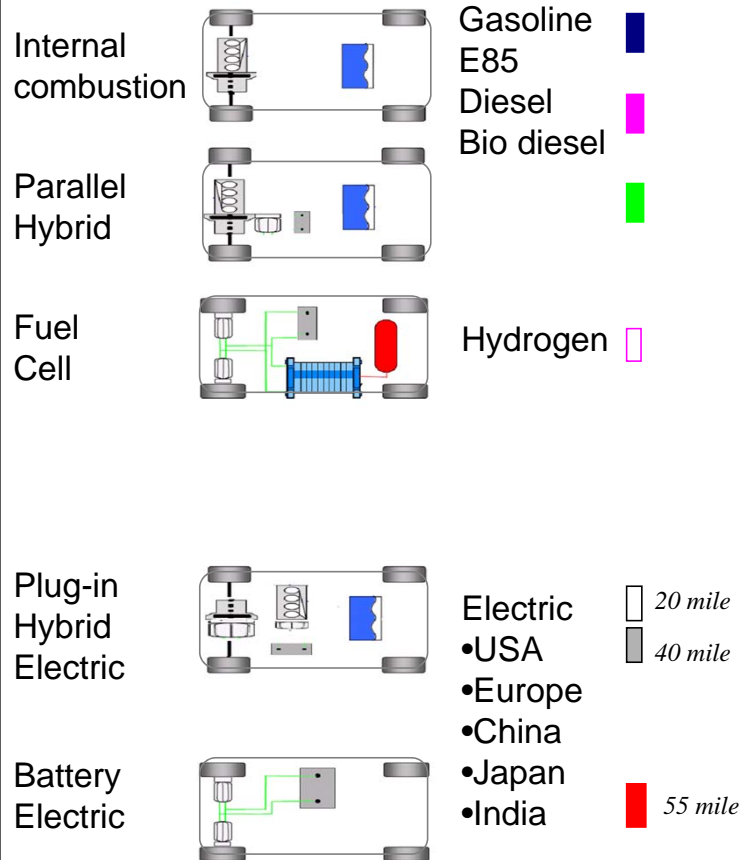 Internal
combustion
Gasoline
E85
Diesel
Bio diesel
Parallel
Hybrid
Fuel
Cell
Hydrogen
Plug-in
Hybrid
Electric
Electric
•USA
•Europe
•China
•Japan
•India
20 mile
40 mile
Battery
Electric
55 mile